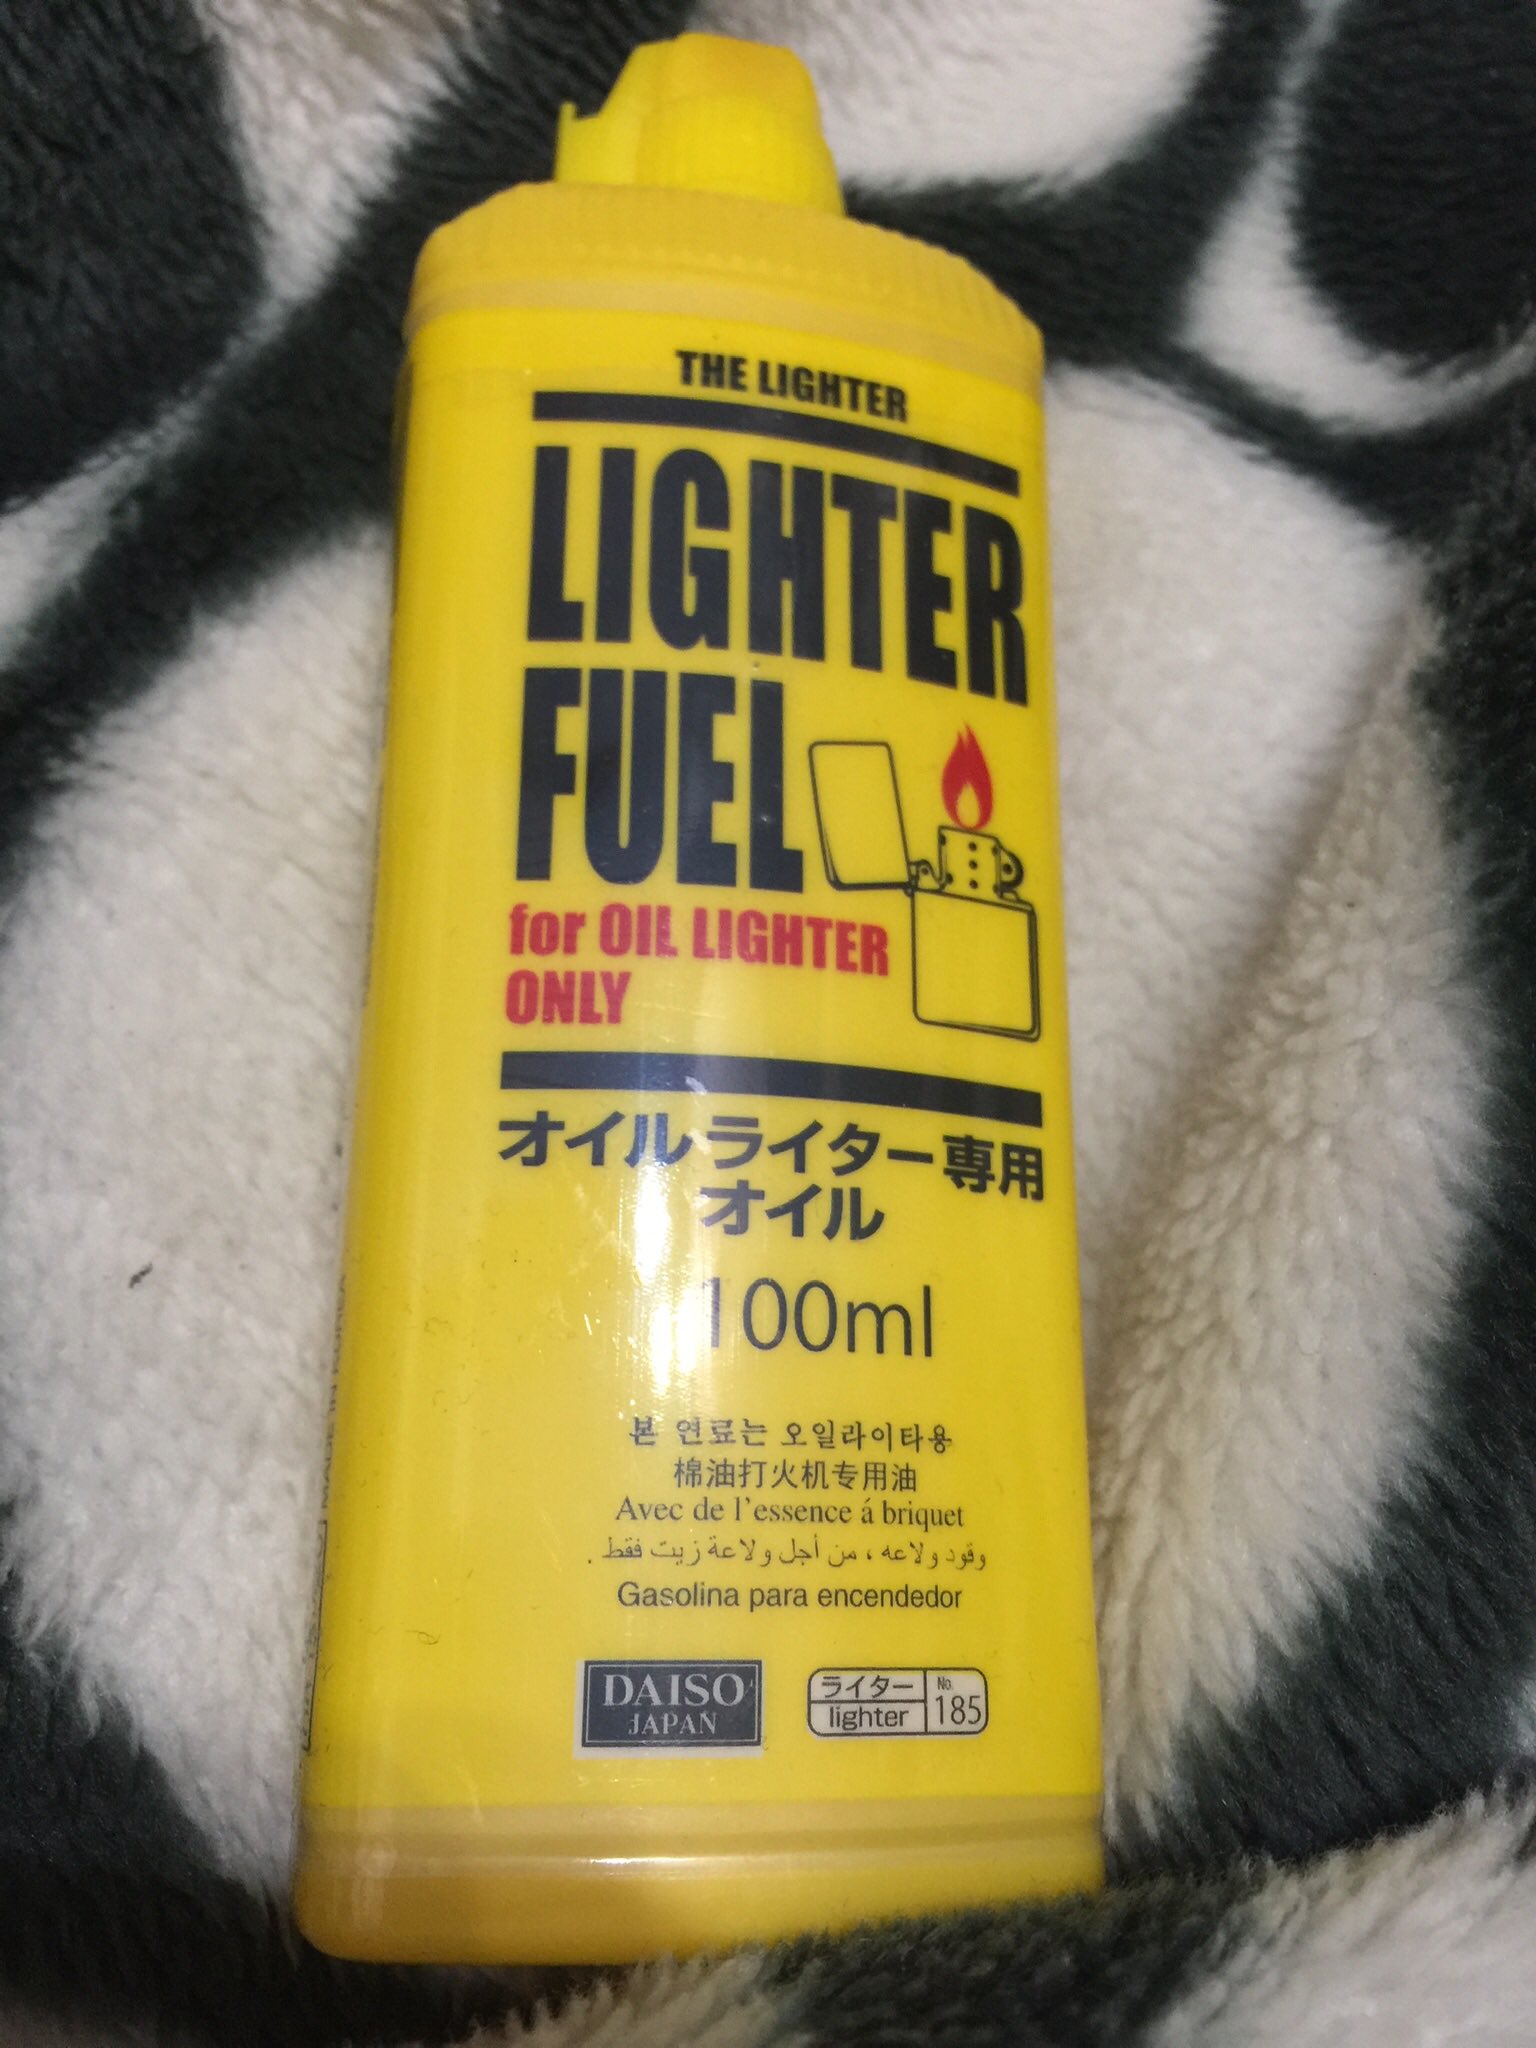 THE LIGHTER
LIGHTER
FUEL
for OIL LIGHTER
ONLY
オイルライター専用
オイル
100ml
본 연료는 오일라이타용
棉油打火机专用油
Avec de l'essence á briquet
وقود ولاعه ، من أجل ولاعة زيت فقط .
Gasolina para encendedor
DAISO
JAPAN
ライター
lighter
No.
185
MADE IN KOREA